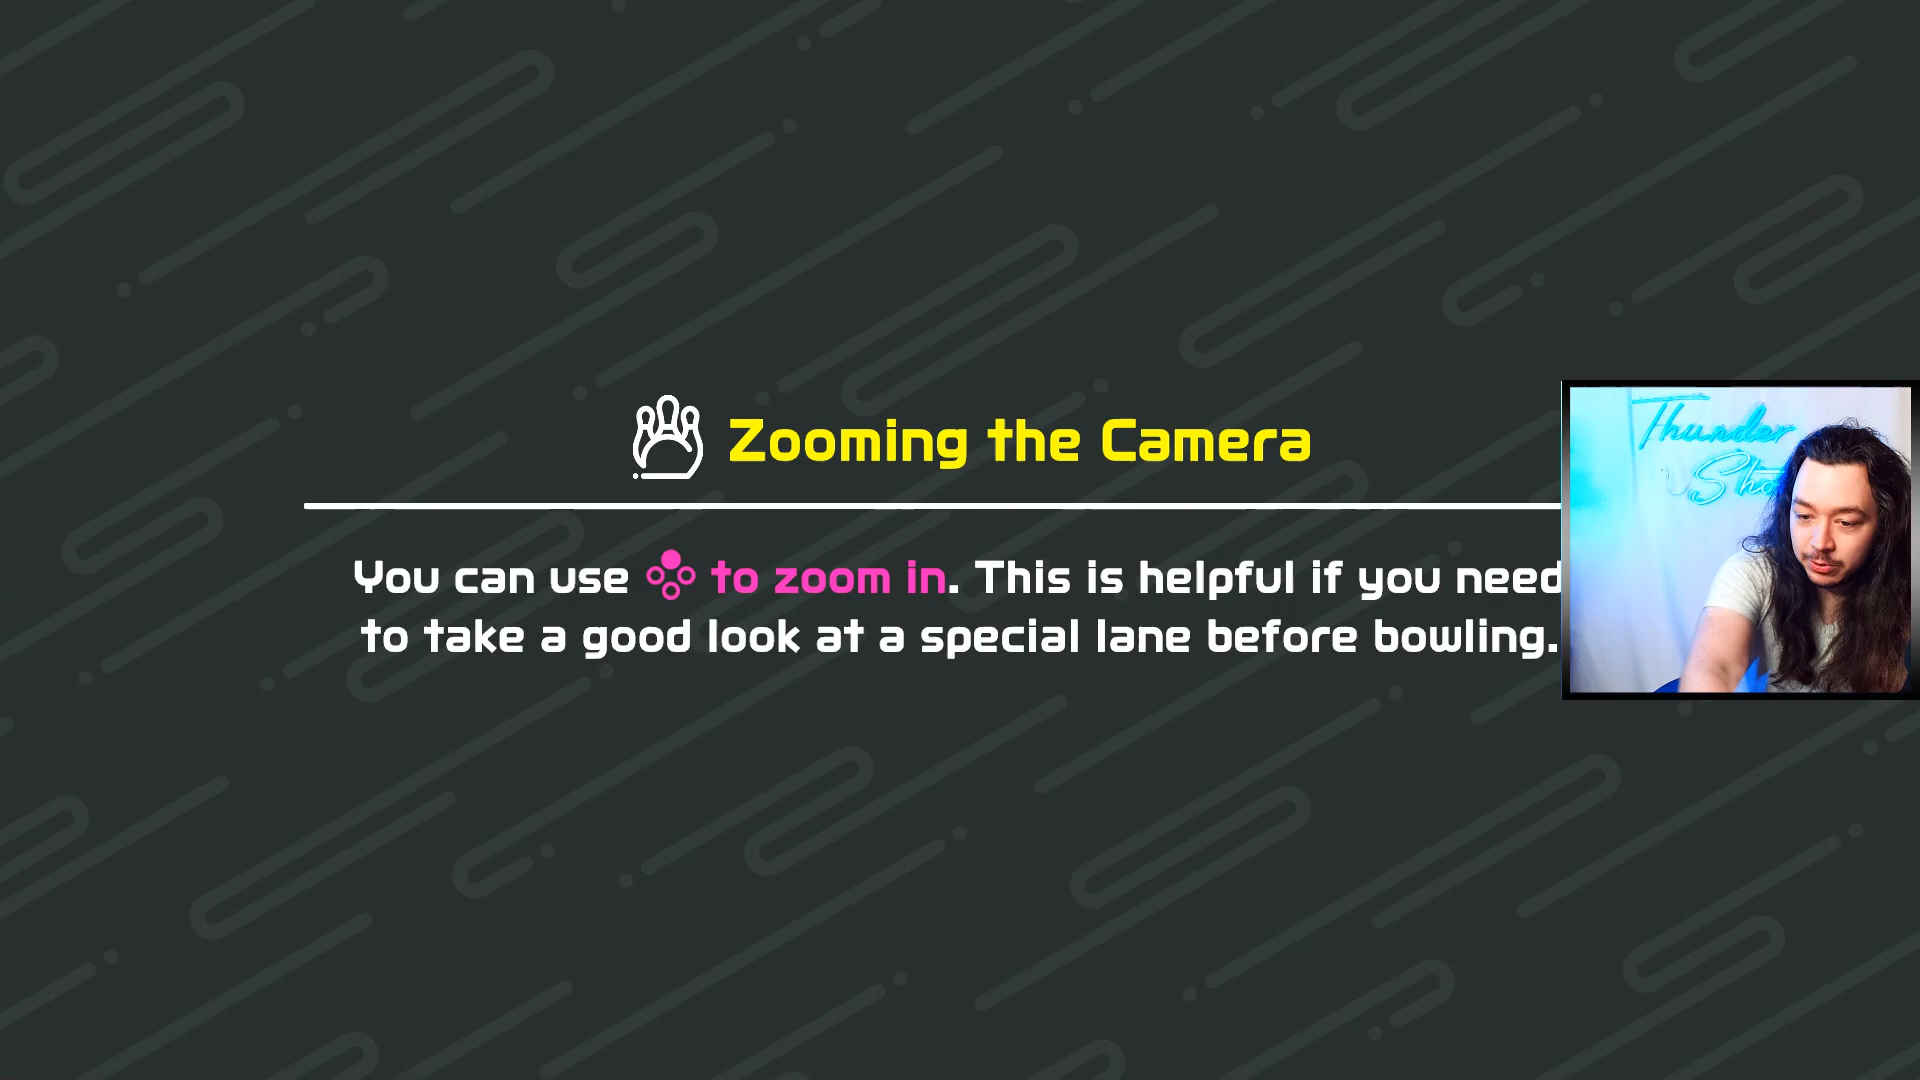 Zooming the Camera
You can use to zoom in. This is helpful if you need
to take a good look at a special lane before bowling.
Thunder